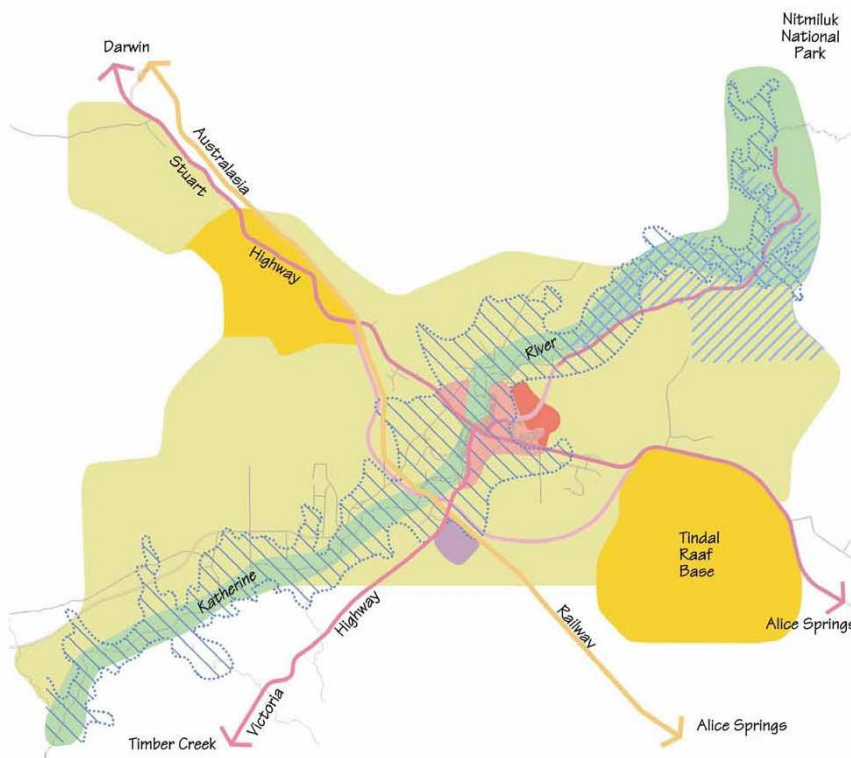 Nitmiluk
National
Park
Darwin
Australasia
Stuart
Highway
River
Tindal
Raaf
Base
Katherine
Highway
Railway
Alice Springs
Victoria
Timber Creek
Alice Springs